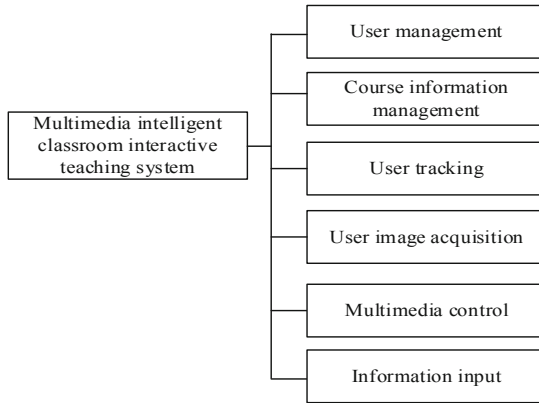 Multimedia intelligent
classroom interactive
teaching system
User management
Course information
management
User tracking
User image acquisition
Multimedia control
Information input